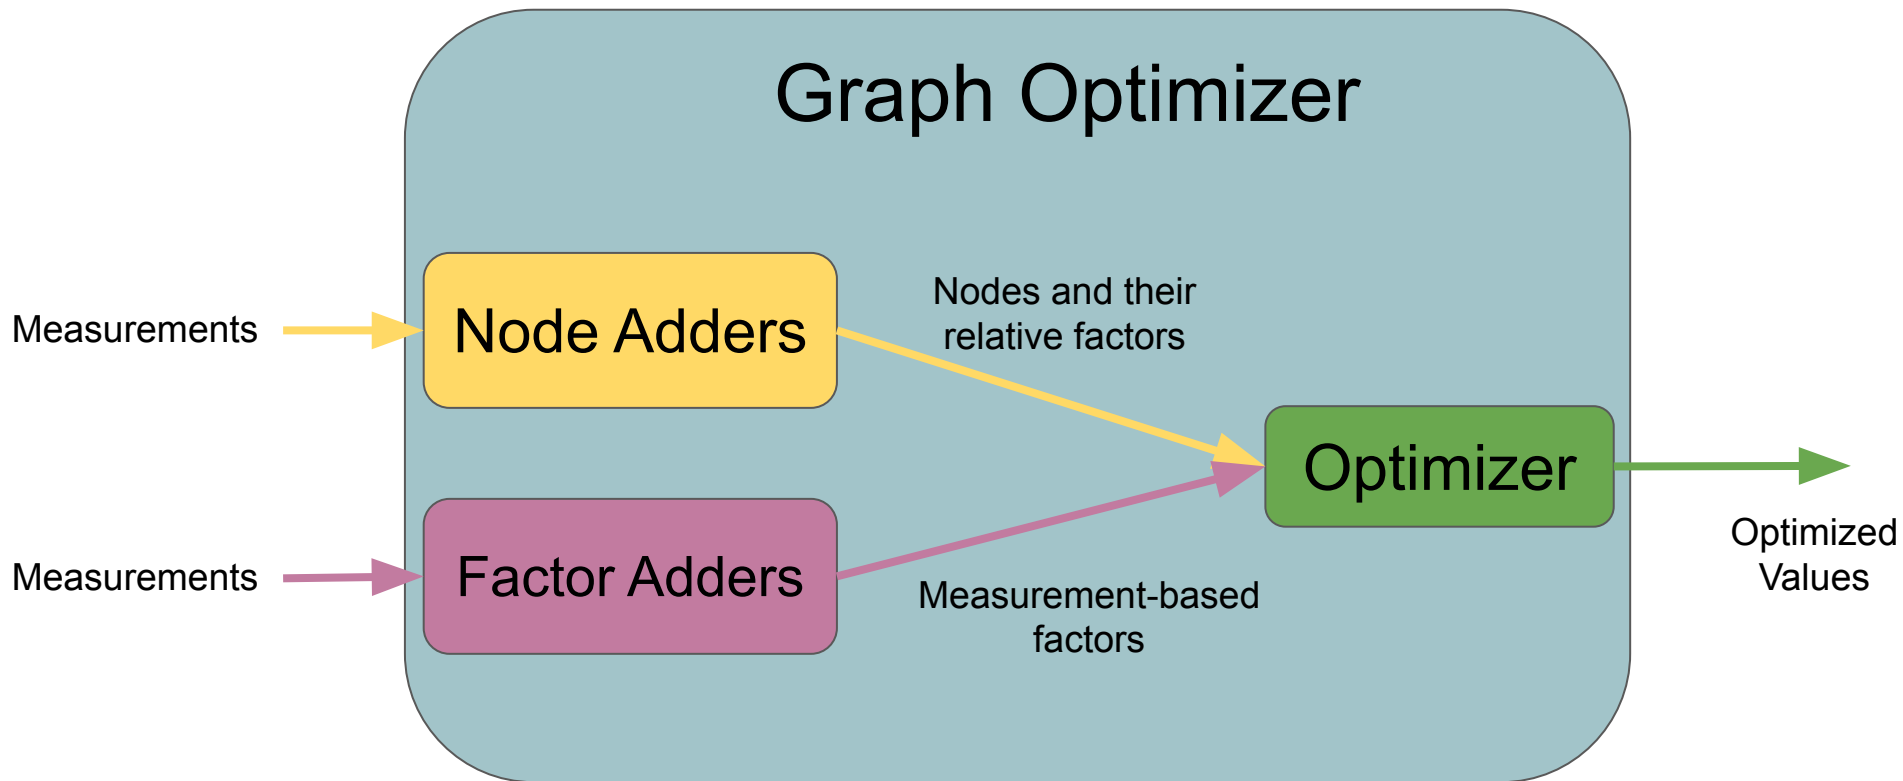 Graph Optimizer
Measurements
Node Adders
Nodes and their
relative factors
Optimizer
Optimized
Values
Measurements
Factor Adders
Measurement-based
factors